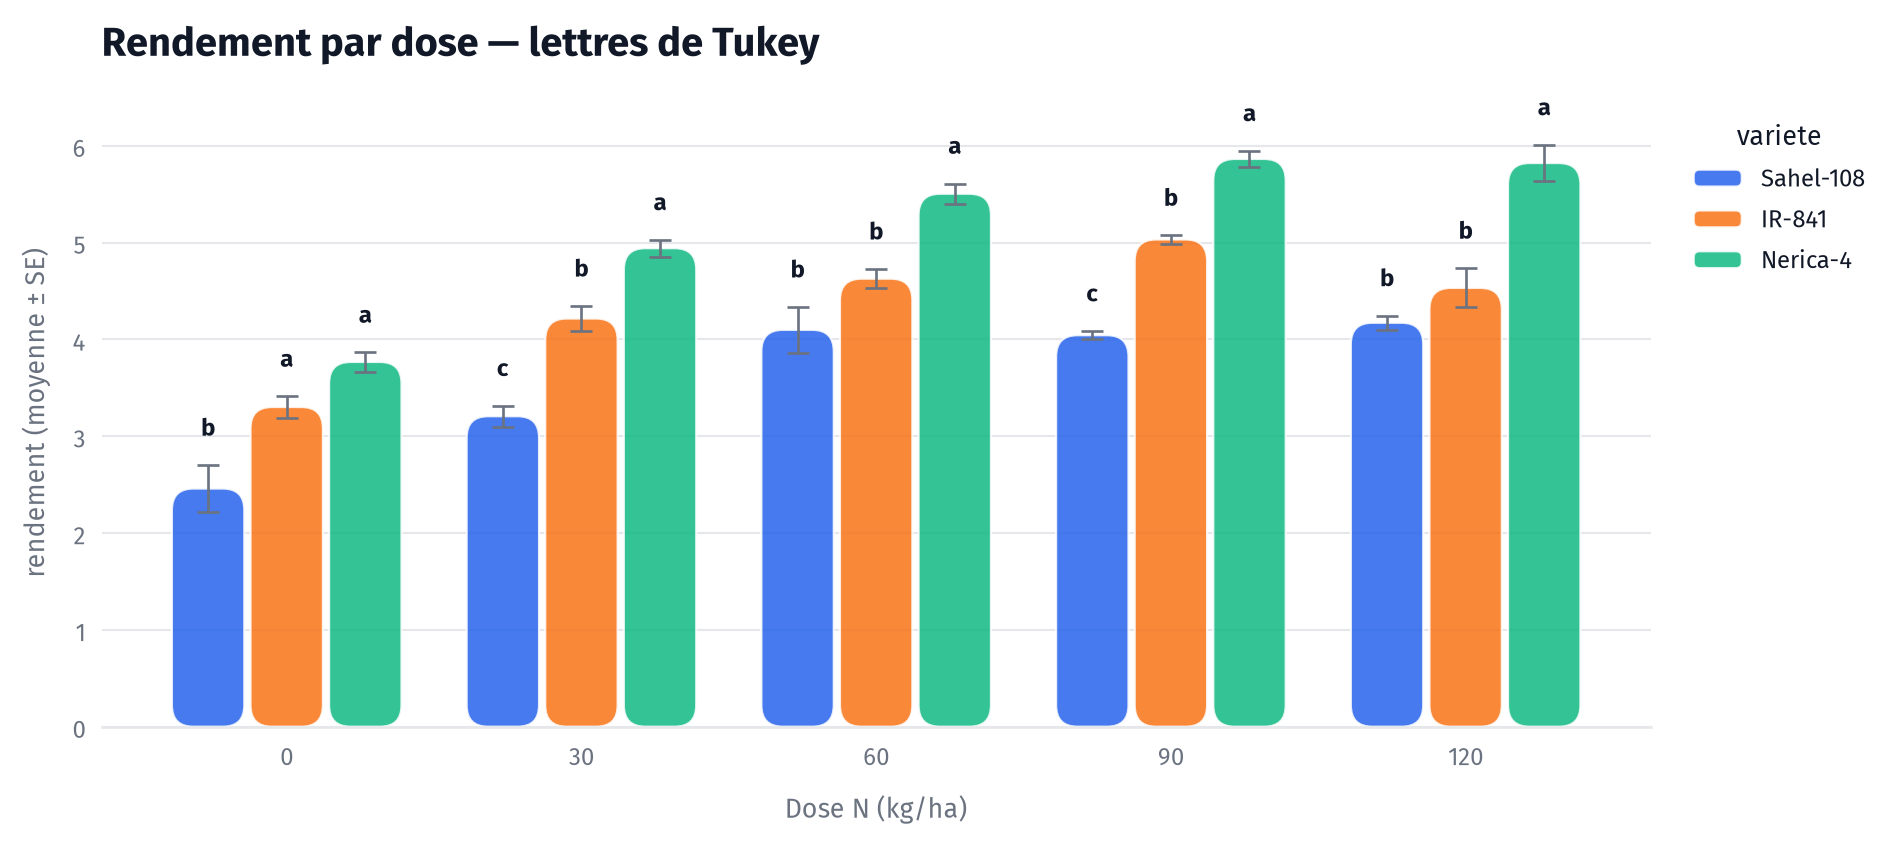 Rendement par dose — lettres de Tukey
rendement (moyenne ± SE)
6
5
4
3
2
1
0
b
a
a
c
b
a
b
b
a
c
b
a
b
b
a
0
30
60
90
120
Dose N (kg/ha)
variete
Sahel-108
IR-841
Nerica-4